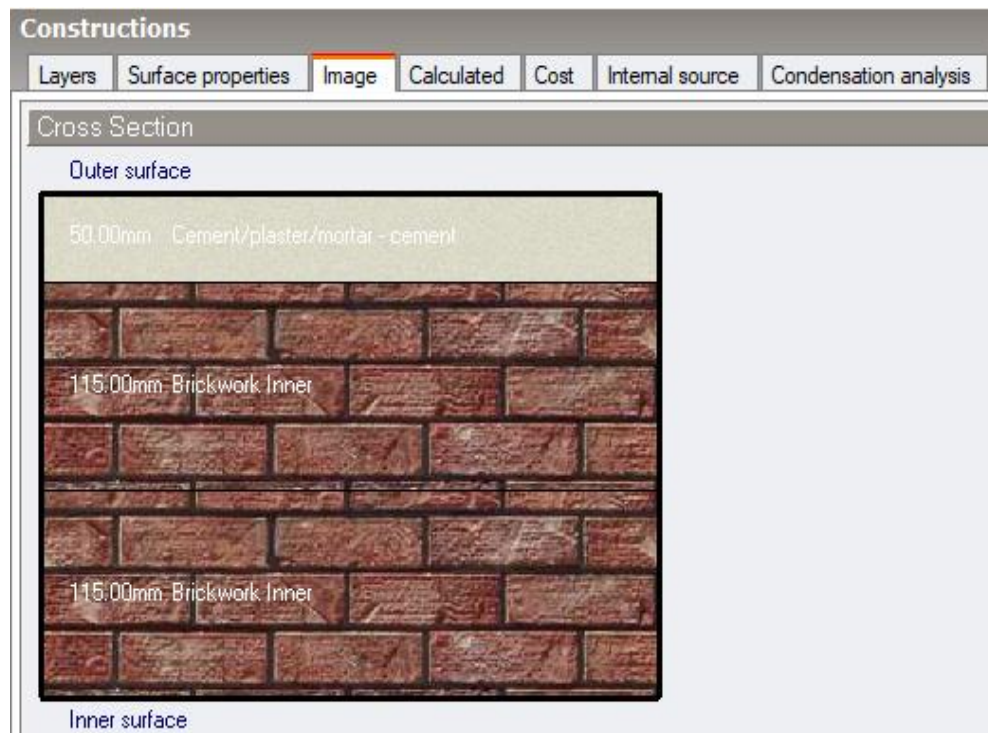 Constructions
Layers Surface properties Image Calculated Cost Internal source Condensation analysis
Cross Section
Outer surface
50.00mm Cement/plaster/mortar - cement
115.00mm Brickwork Inner
115.00mm Brickwork Inner
Inner surface